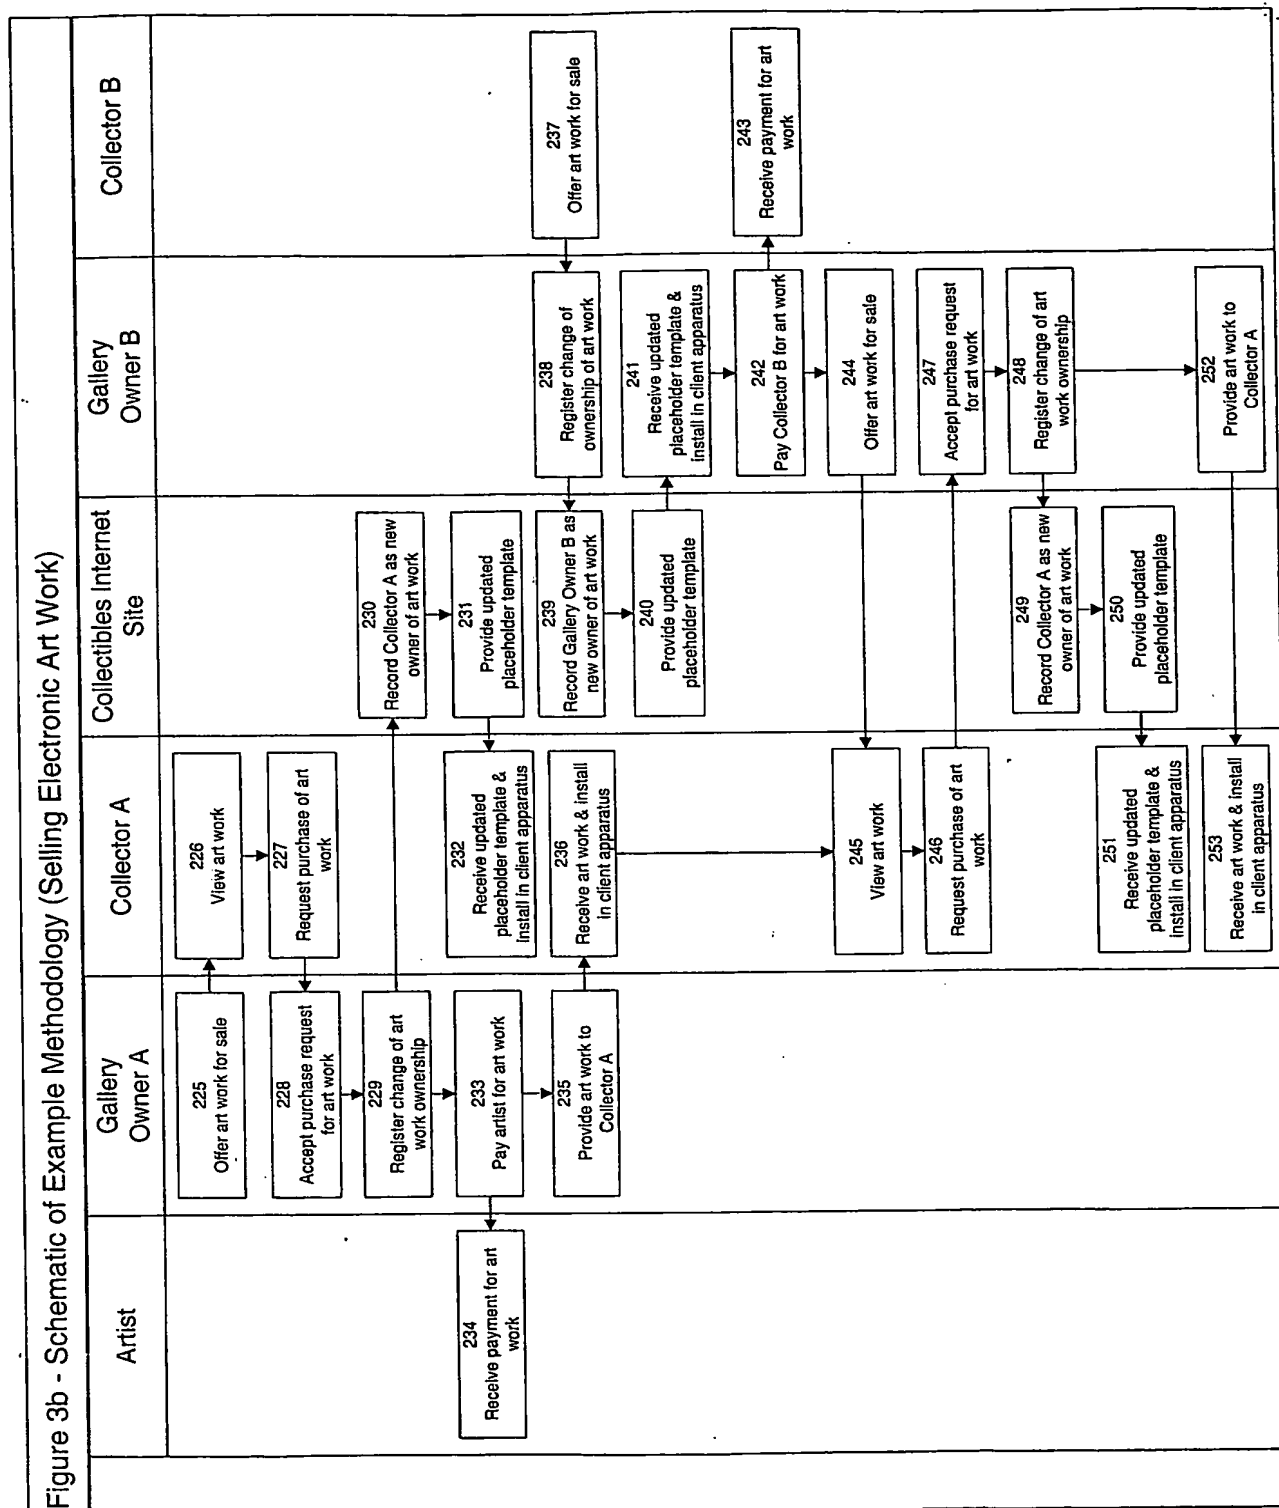 Figure 3b - Schematic of Example Methodology (Selling Electronic Art Work)
Artist
Gallery
Owner A
Collector A
Collectibles Internet
Site
Gallery
Owner B
Collector B
225
Offer art work for sale
226
View art work
227
Request purchase of art
work
228
Accept purchase request
for art work
229
Register change of art
work ownership
230
Record Collector A as new
owner of art work
231
Provide updated
placeholder template
232
Receive updated
placeholder template &
install in client apparatus
233
Pay artist for art work
234
Receive payment for art
work
235
Provide art work to
Collector A
236
Receive art work & install
in client apparatus
237
Offer art work for sale
238
Register change of
ownership of art work
239
Record Gallery Owner B as
new owner of art work
240
Provide updated
placeholder template
241
Receive updated
placeholder template &
install in client apparatus
242
Pay Collector B for art work
243
Receive payment for art
work
244
Offer art work for sale
245
View art work
246
Request purchase of art
work
247
Accept purchase request
for art work
248
Register change of art
work ownership
249
Record Collector A as new
owner of art work
250
Provide updated
placeholder template
251
Receive updated
placeholder template &
install in client apparatus
252
Provide art work to
Collector A
253
Receive art work & install
in client apparatus